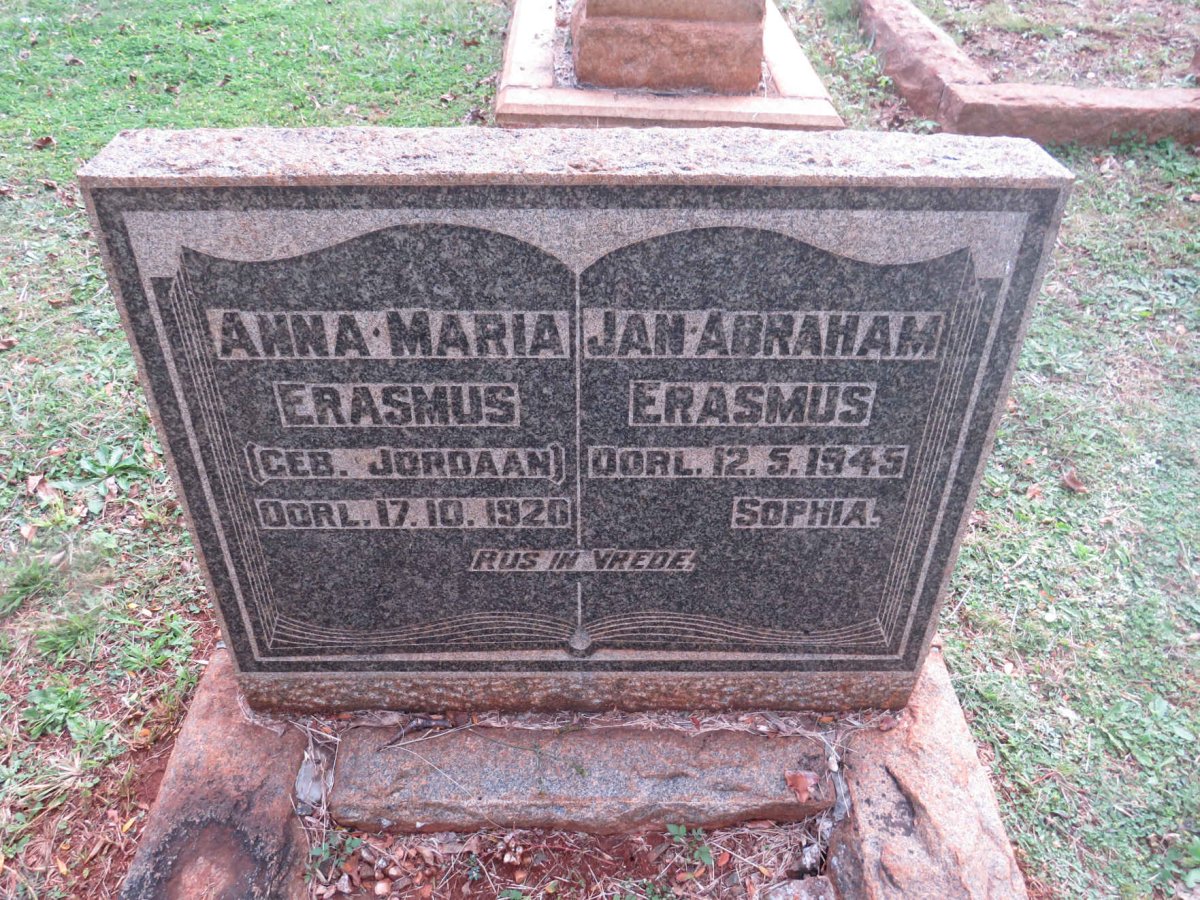 ANNA·MARIA
ERASMUS
(GEB. JORDAAN)
OORL. 17. 10. 1920
JAN·ABRAHAM
ERASMUS
OORL. 12. 5. 1945
SOPHIA.
RUS IN VREDE.